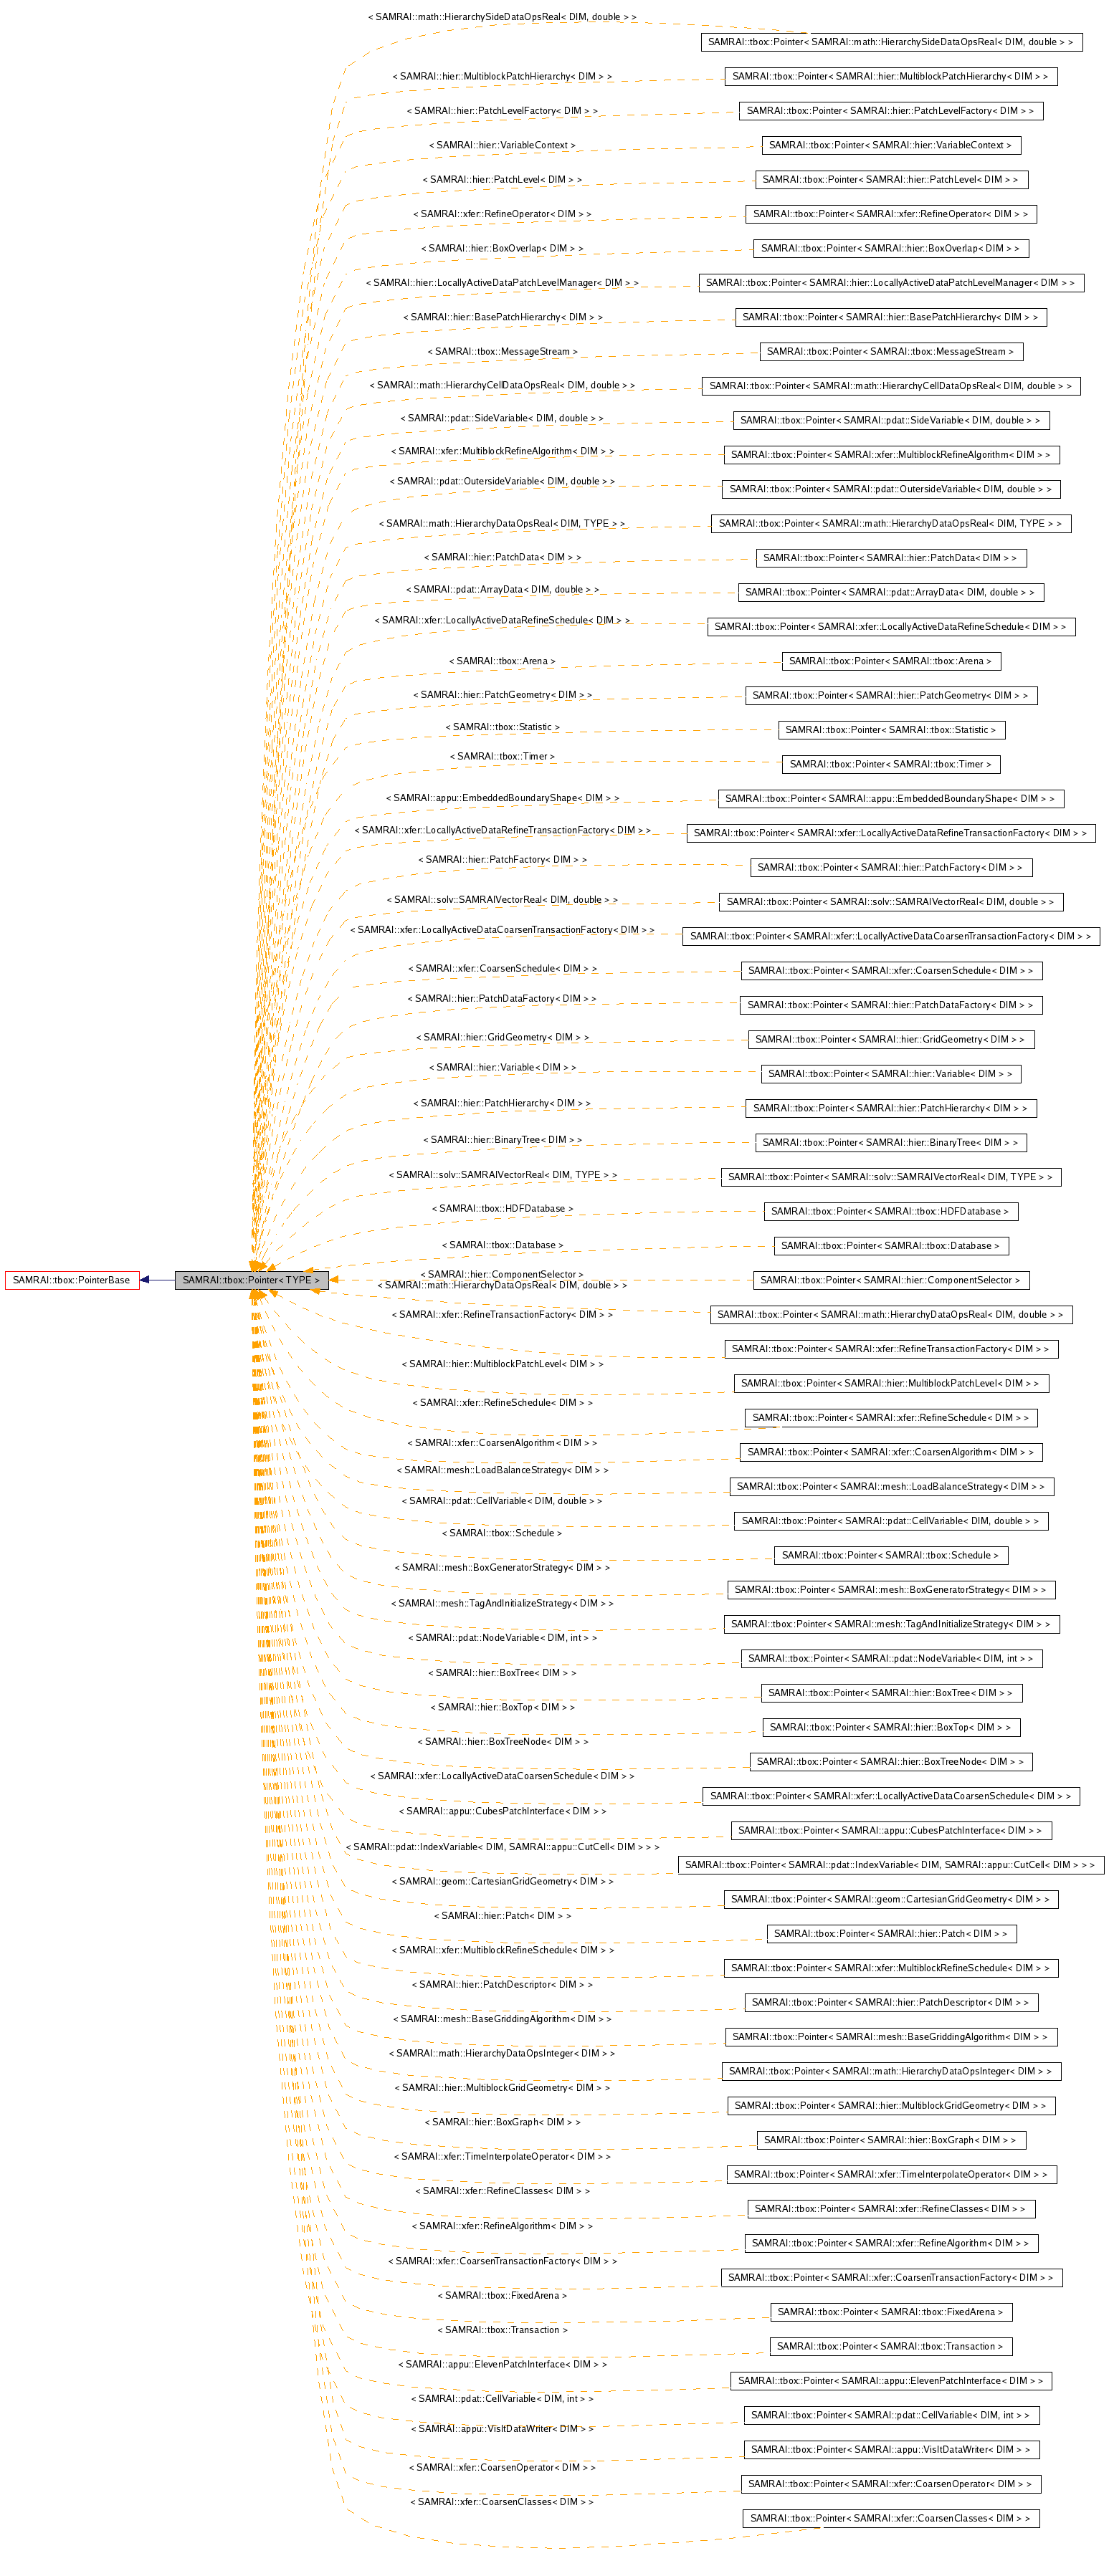 < SAMRAI::math::HierarchySideDataOpsReal< DIM, double > >
SAMRAI::tbox::Pointer< SAMRAI::math::HierarchySideDataOpsReal< DIM, double > >
< SAMRAI::hier::MultiblockPatchHierarchy< DIM > >
SAMRAI::tbox::Pointer< SAMRAI::hier::MultiblockPatchHierarchy< DIM > >
< SAMRAI::hier::PatchLevelFactory< DIM > >
SAMRAI::tbox::Pointer< SAMRAI::hier::PatchLevelFactory< DIM > >
< SAMRAI::hier::VariableContext >
SAMRAI::tbox::Pointer< SAMRAI::hier::VariableContext >
< SAMRAI::hier::PatchLevel< DIM > >
SAMRAI::tbox::Pointer< SAMRAI::hier::PatchLevel< DIM > >
< SAMRAI::xfer::RefineOperator< DIM > >
SAMRAI::tbox::Pointer< SAMRAI::xfer::RefineOperator< DIM > >
< SAMRAI::hier::BoxOverlap< DIM > >
SAMRAI::tbox::Pointer< SAMRAI::hier::BoxOverlap< DIM > >
< SAMRAI::hier::LocallyActiveDataPatchLevelManager< DIM > >
SAMRAI::tbox::Pointer< SAMRAI::hier::LocallyActiveDataPatchLevelManager< DIM > >
< SAMRAI::hier::BasePatchHierarchy< DIM > >
SAMRAI::tbox::Pointer< SAMRAI::hier::BasePatchHierarchy< DIM > >
< SAMRAI::tbox::MessageStream >
SAMRAI::tbox::Pointer< SAMRAI::tbox::MessageStream >
< SAMRAI::math::HierarchyCellDataOpsReal< DIM, double > >
SAMRAI::tbox::Pointer< SAMRAI::math::HierarchyCellDataOpsReal< DIM, double > >
< SAMRAI::pdat::SideVariable< DIM, double > >
SAMRAI::tbox::Pointer< SAMRAI::pdat::SideVariable< DIM, double > >
< SAMRAI::xfer::MultiblockRefineAlgorithm< DIM > >
SAMRAI::tbox::Pointer< SAMRAI::xfer::MultiblockRefineAlgorithm< DIM > >
< SAMRAI::pdat::OutersideVariable< DIM, double > >
SAMRAI::tbox::Pointer< SAMRAI::pdat::OutersideVariable< DIM, double > >
< SAMRAI::math::HierarchyDataOpsReal< DIM, TYPE > >
SAMRAI::tbox::Pointer< SAMRAI::math::HierarchyDataOpsReal< DIM, TYPE > >
< SAMRAI::hier::PatchData< DIM > >
SAMRAI::tbox::Pointer< SAMRAI::hier::PatchData< DIM > >
< SAMRAI::pdat::ArrayData< DIM, double > >
SAMRAI::tbox::Pointer< SAMRAI::pdat::ArrayData< DIM, double > >
< SAMRAI::xfer::LocallyActiveDataRefineSchedule< DIM > >
SAMRAI::tbox::Pointer< SAMRAI::xfer::LocallyActiveDataRefineSchedule< DIM > >
< SAMRAI::tbox::Arena >
SAMRAI::tbox::Pointer< SAMRAI::tbox::Arena >
< SAMRAI::hier::PatchGeometry< DIM > >
SAMRAI::tbox::Pointer< SAMRAI::hier::PatchGeometry< DIM > >
< SAMRAI::tbox::Statistic >
SAMRAI::tbox::Pointer< SAMRAI::tbox::Statistic >
< SAMRAI::tbox::Timer >
SAMRAI::tbox::Pointer< SAMRAI::tbox::Timer >
< SAMRAI::appu::EmbeddedBoundaryShape< DIM > >
SAMRAI::tbox::Pointer< SAMRAI::appu::EmbeddedBoundaryShape< DIM > >
< SAMRAI::xfer::LocallyActiveDataRefineTransactionFactory< DIM > >
SAMRAI::tbox::Pointer< SAMRAI::xfer::LocallyActiveDataRefineTransactionFactory< DIM > >
< SAMRAI::hier::PatchFactory< DIM > >
SAMRAI::tbox::Pointer< SAMRAI::hier::PatchFactory< DIM > >
< SAMRAI::solv::SAMRAIVectorReal< DIM, double > >
SAMRAI::tbox::Pointer< SAMRAI::solv::SAMRAIVectorReal< DIM, double > >
< SAMRAI::xfer::LocallyActiveDataCoarsenTransactionFactory< DIM > >
SAMRAI::tbox::Pointer< SAMRAI::xfer::LocallyActiveDataCoarsenTransactionFactory< DIM > >
< SAMRAI::xfer::CoarsenSchedule< DIM > >
SAMRAI::tbox::Pointer< SAMRAI::xfer::CoarsenSchedule< DIM > >
< SAMRAI::hier::PatchDataFactory< DIM > >
SAMRAI::tbox::Pointer< SAMRAI::hier::PatchDataFactory< DIM > >
< SAMRAI::hier::GridGeometry< DIM > >
SAMRAI::tbox::Pointer< SAMRAI::hier::GridGeometry< DIM > >
< SAMRAI::hier::Variable< DIM > >
SAMRAI::tbox::Pointer< SAMRAI::hier::Variable< DIM > >
< SAMRAI::hier::PatchHierarchy< DIM > >
SAMRAI::tbox::Pointer< SAMRAI::hier::PatchHierarchy< DIM > >
< SAMRAI::hier::BinaryTree< DIM > >
SAMRAI::tbox::Pointer< SAMRAI::hier::BinaryTree< DIM > >
< SAMRAI::solv::SAMRAIVectorReal< DIM, TYPE > >
SAMRAI::tbox::Pointer< SAMRAI::solv::SAMRAIVectorReal< DIM, TYPE > >
< SAMRAI::tbox::HDFDatabase >
SAMRAI::tbox::Pointer< SAMRAI::tbox::HDFDatabase >
< SAMRAI::tbox::Database >
SAMRAI::tbox::Pointer< SAMRAI::tbox::Database >
SAMRAI::tbox::PointerBase
SAMRAI::tbox::Pointer< TYPE >
< SAMRAI::hier::ComponentSelector >
SAMRAI::tbox::Pointer< SAMRAI::hier::ComponentSelector >
< SAMRAI::math::HierarchyDataOpsReal< DIM, double > >
SAMRAI::tbox::Pointer< SAMRAI::math::HierarchyDataOpsReal< DIM, double > >
< SAMRAI::xfer::RefineTransactionFactory< DIM > >
SAMRAI::tbox::Pointer< SAMRAI::xfer::RefineTransactionFactory< DIM > >
< SAMRAI::hier::MultiblockPatchLevel< DIM > >
SAMRAI::tbox::Pointer< SAMRAI::hier::MultiblockPatchLevel< DIM > >
< SAMRAI::xfer::RefineSchedule< DIM > >
SAMRAI::tbox::Pointer< SAMRAI::xfer::RefineSchedule< DIM > >
< SAMRAI::xfer::CoarsenAlgorithm< DIM > >
SAMRAI::tbox::Pointer< SAMRAI::xfer::CoarsenAlgorithm< DIM > >
< SAMRAI::mesh::LoadBalanceStrategy< DIM > >
SAMRAI::tbox::Pointer< SAMRAI::mesh::LoadBalanceStrategy< DIM > >
< SAMRAI::pdat::CellVariable< DIM, double > >
SAMRAI::tbox::Pointer< SAMRAI::pdat::CellVariable< DIM, double > >
< SAMRAI::tbox::Schedule >
SAMRAI::tbox::Pointer< SAMRAI::tbox::Schedule >
< SAMRAI::mesh::BoxGeneratorStrategy< DIM > >
SAMRAI::tbox::Pointer< SAMRAI::mesh::BoxGeneratorStrategy< DIM > >
< SAMRAI::mesh::TagAndInitializeStrategy< DIM > >
SAMRAI::tbox::Pointer< SAMRAI::mesh::TagAndInitializeStrategy< DIM > >
< SAMRAI::pdat::NodeVariable< DIM, int > >
SAMRAI::tbox::Pointer< SAMRAI::pdat::NodeVariable< DIM, int > >
< SAMRAI::hier::BoxTree< DIM > >
SAMRAI::tbox::Pointer< SAMRAI::hier::BoxTree< DIM > >
< SAMRAI::hier::BoxTop< DIM > >
SAMRAI::tbox::Pointer< SAMRAI::hier::BoxTop< DIM > >
< SAMRAI::hier::BoxTreeNode< DIM > >
SAMRAI::tbox::Pointer< SAMRAI::hier::BoxTreeNode< DIM > >
< SAMRAI::xfer::LocallyActiveDataCoarsenSchedule< DIM > >
SAMRAI::tbox::Pointer< SAMRAI::xfer::LocallyActiveDataCoarsenSchedule< DIM > >
< SAMRAI::appu::CubesPatchInterface< DIM > >
SAMRAI::tbox::Pointer< SAMRAI::appu::CubesPatchInterface< DIM > >
< SAMRAI::pdat::IndexVariable< DIM, SAMRAI::appu::CutCell< DIM > > >
SAMRAI::tbox::Pointer< SAMRAI::pdat::IndexVariable< DIM, SAMRAI::appu::CutCell< DIM > > >
< SAMRAI::geom::CartesianGridGeometry< DIM > >
SAMRAI::tbox::Pointer< SAMRAI::geom::CartesianGridGeometry< DIM > >
< SAMRAI::hier::Patch< DIM > >
SAMRAI::tbox::Pointer< SAMRAI::hier::Patch< DIM > >
< SAMRAI::xfer::MultiblockRefineSchedule< DIM > >
SAMRAI::tbox::Pointer< SAMRAI::xfer::MultiblockRefineSchedule< DIM > >
< SAMRAI::hier::PatchDescriptor< DIM > >
SAMRAI::tbox::Pointer< SAMRAI::hier::PatchDescriptor< DIM > >
< SAMRAI::mesh::BaseGriddingAlgorithm< DIM > >
SAMRAI::tbox::Pointer< SAMRAI::mesh::BaseGriddingAlgorithm< DIM > >
< SAMRAI::math::HierarchyDataOpsInteger< DIM > >
SAMRAI::tbox::Pointer< SAMRAI::math::HierarchyDataOpsInteger< DIM > >
< SAMRAI::hier::MultiblockGridGeometry< DIM > >
SAMRAI::tbox::Pointer< SAMRAI::hier::MultiblockGridGeometry< DIM > >
< SAMRAI::hier::BoxGraph< DIM > >
SAMRAI::tbox::Pointer< SAMRAI::hier::BoxGraph< DIM > >
< SAMRAI::xfer::TimeInterpolateOperator< DIM > >
SAMRAI::tbox::Pointer< SAMRAI::xfer::TimeInterpolateOperator< DIM > >
< SAMRAI::xfer::RefineClasses< DIM > >
SAMRAI::tbox::Pointer< SAMRAI::xfer::RefineClasses< DIM > >
< SAMRAI::xfer::RefineAlgorithm< DIM > >
SAMRAI::tbox::Pointer< SAMRAI::xfer::RefineAlgorithm< DIM > >
< SAMRAI::xfer::CoarsenTransactionFactory< DIM > >
SAMRAI::tbox::Pointer< SAMRAI::xfer::CoarsenTransactionFactory< DIM > >
< SAMRAI::tbox::FixedArena >
SAMRAI::tbox::Pointer< SAMRAI::tbox::FixedArena >
< SAMRAI::tbox::Transaction >
SAMRAI::tbox::Pointer< SAMRAI::tbox::Transaction >
< SAMRAI::appu::ElevenPatchInterface< DIM > >
SAMRAI::tbox::Pointer< SAMRAI::appu::ElevenPatchInterface< DIM > >
< SAMRAI::pdat::CellVariable< DIM, int > >
SAMRAI::tbox::Pointer< SAMRAI::pdat::CellVariable< DIM, int > >
< SAMRAI::appu::VisItDataWriter< DIM > >
SAMRAI::tbox::Pointer< SAMRAI::appu::VisItDataWriter< DIM > >
< SAMRAI::xfer::CoarsenOperator< DIM > >
SAMRAI::tbox::Pointer< SAMRAI::xfer::CoarsenOperator< DIM > >
< SAMRAI::xfer::CoarsenClasses< DIM > >
SAMRAI::tbox::Pointer< SAMRAI::xfer::CoarsenClasses< DIM > >